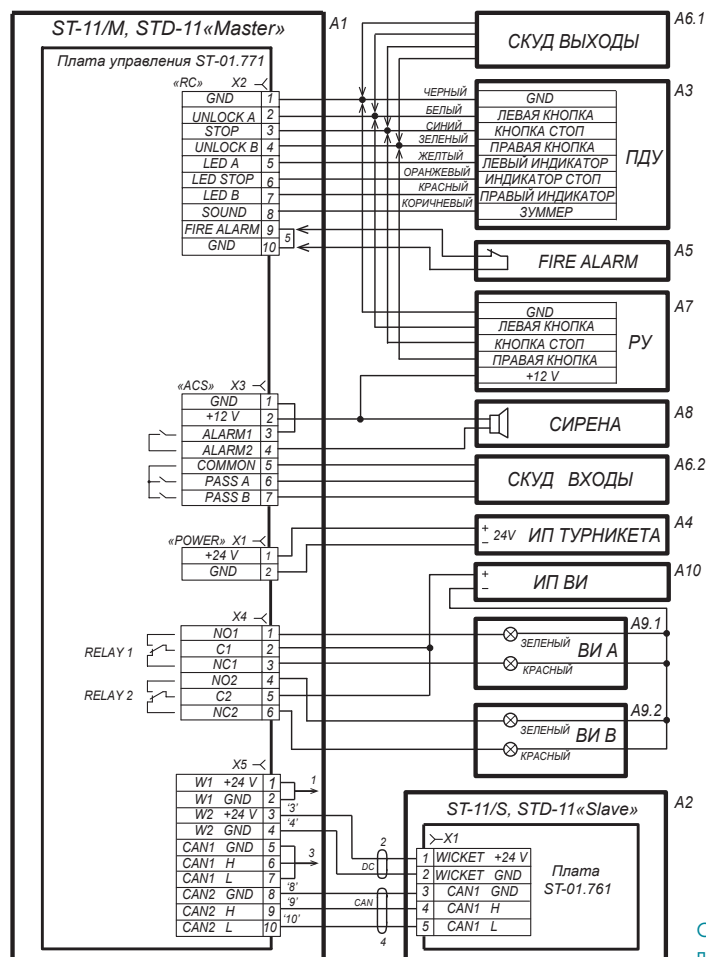 ST-11/M, STD-11«Master»
A1
Плата управления ST-01.771
«RC» X2
GND 1
UNLOCK A 2
STOP 3
UNLOCK B 4
LED A 5
LED STOP 6
LED B 7
SOUND 8
FIRE ALARM 9
GND 10
5
ЧЕРНЫЙ
БЕЛЫЙ
СИНИЙ
ЗЕЛЕНЫЙ
ЖЕЛТЫЙ
ОРАНЖЕВЫЙ
КРАСНЫЙ
КОРИЧНЕВЫЙ
СКУД ВЫХОДЫ
A6.1
GND
ЛЕВАЯ КНОПКА
КНОПКА СТОП
ПРАВАЯ КНОПКА
ЛЕВЫЙ ИНДИКАТОР
ИНДИКАТОР СТОП
ПРАВЫЙ ИНДИКАТОР
ЗУММЕР
ПДУ
A3
FIRE ALARM
A5
GND
ЛЕВАЯ КНОПКА
КНОПКА СТОП
ПРАВАЯ КНОПКА
+12 V
РУ
A7
«ACS» X3
GND 1
+12 V 2
ALARM1 3
ALARM2 4
COMMON 5
PASS A 6
PASS B 7
СИРЕНА
A8
СКУД ВХОДЫ
A6.2
«POWER» X1
+24 V 1
GND 2
+
− 24V ИП ТУРНИКЕТА
A4
+
−
ИП ВИ
A10
X4
NO1 1
C1 2
NC1 3
NO2 4
C2 5
NC2 6
RELAY 1
RELAY 2
ЗЕЛЕНЫЙ
КРАСНЫЙ
ВИ А
A9.1
ЗЕЛЕНЫЙ
КРАСНЫЙ
ВИ В
A9.2
X5
W1 +24 V 1
W1 GND 2
W2 +24 V 3
W2 GND 4
CAN1 GND 5
CAN1 H 6
CAN1 L 7
CAN2 GND 8
CAN2 H 9
CAN2 L 10
1
'3'
'4'
3
'8'
'9'
'10'
2
DC
CAN
4
ST-11/S, STD-11«Slave»
A2
X1
1 WICKET +24 V
2 WICKET GND
3 CAN1 GND
4 CAN1 H
5 CAN1 L
Плата
ST-01.761